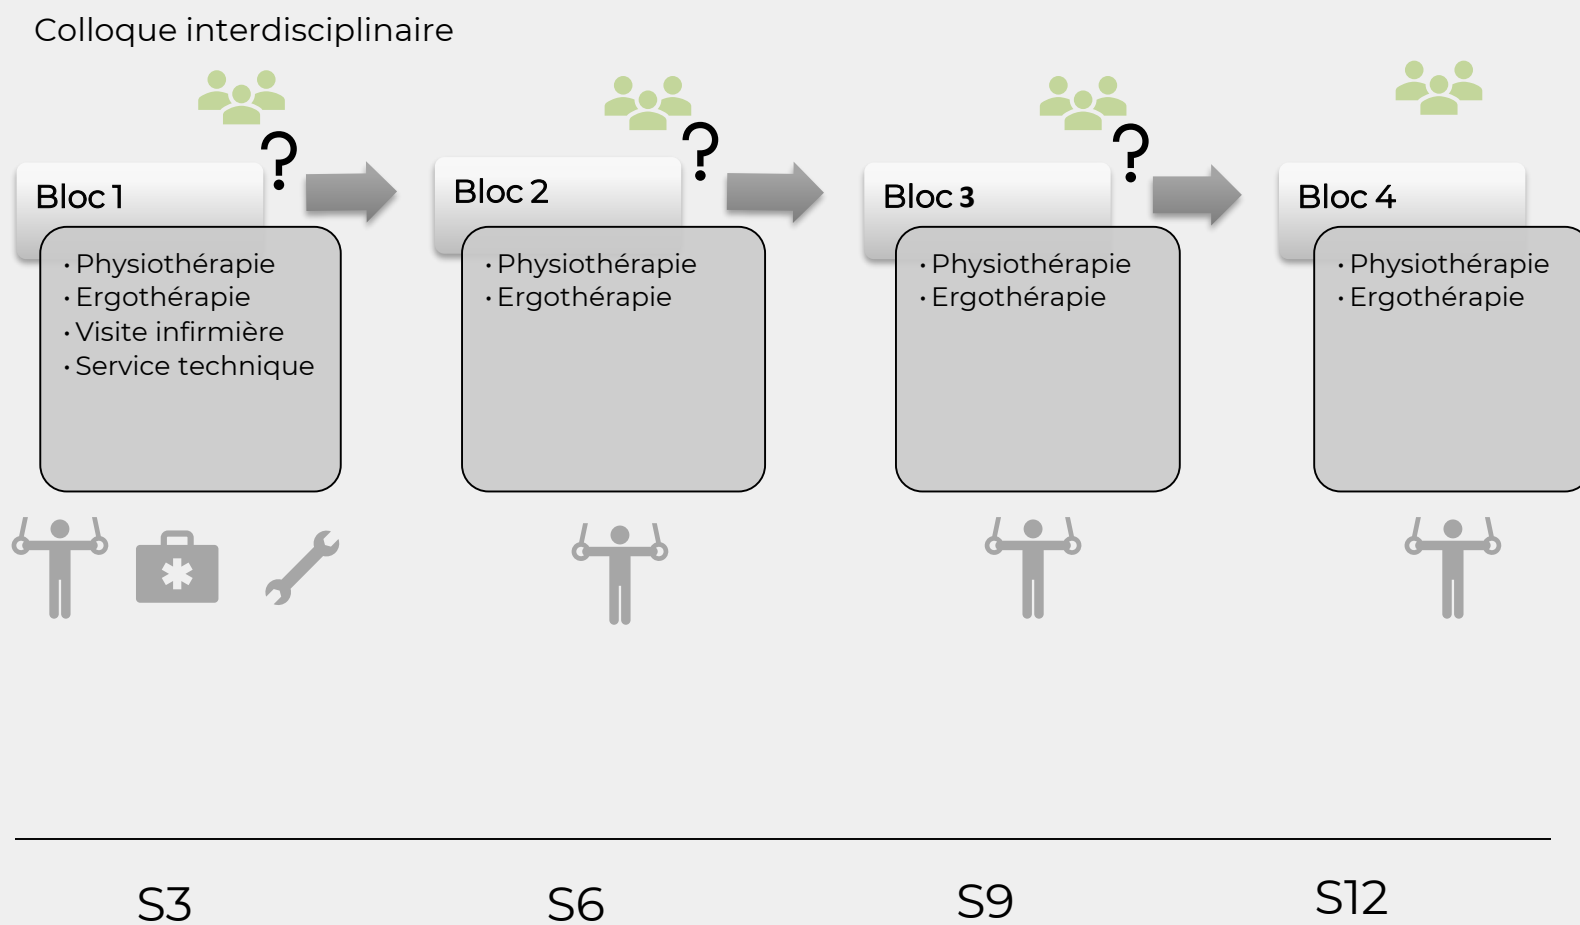 Colloque interdisciplinaire
?
?
?
Bloc 1
Bloc 2
Bloc 3
Bloc 4
· Physiothérapie
· Ergothérapie
· Visite infirmière
· Service technique
· Physiothérapie
· Ergothérapie
· Physiothérapie
· Ergothérapie
· Physiothérapie
· Ergothérapie
S3
S6
S9
S12